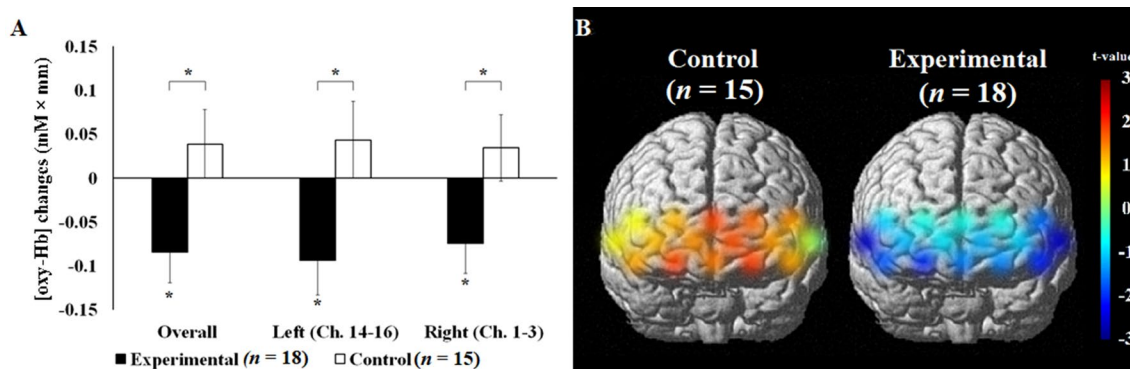 A
[oxy-Hb] changes (mM × mm)
0.15
0.1
0.05
0
-0.05
-0.1
-0.15
*
*
*
*
*
*
Overall
Left (Ch. 14-16)
Right (Ch. 1-3)
Experimental (n = 18)
Control (n = 15)
B
Control
(n = 15)
Experimental
(n = 18)
t-value
3
2
1
0
-1
-2
-3